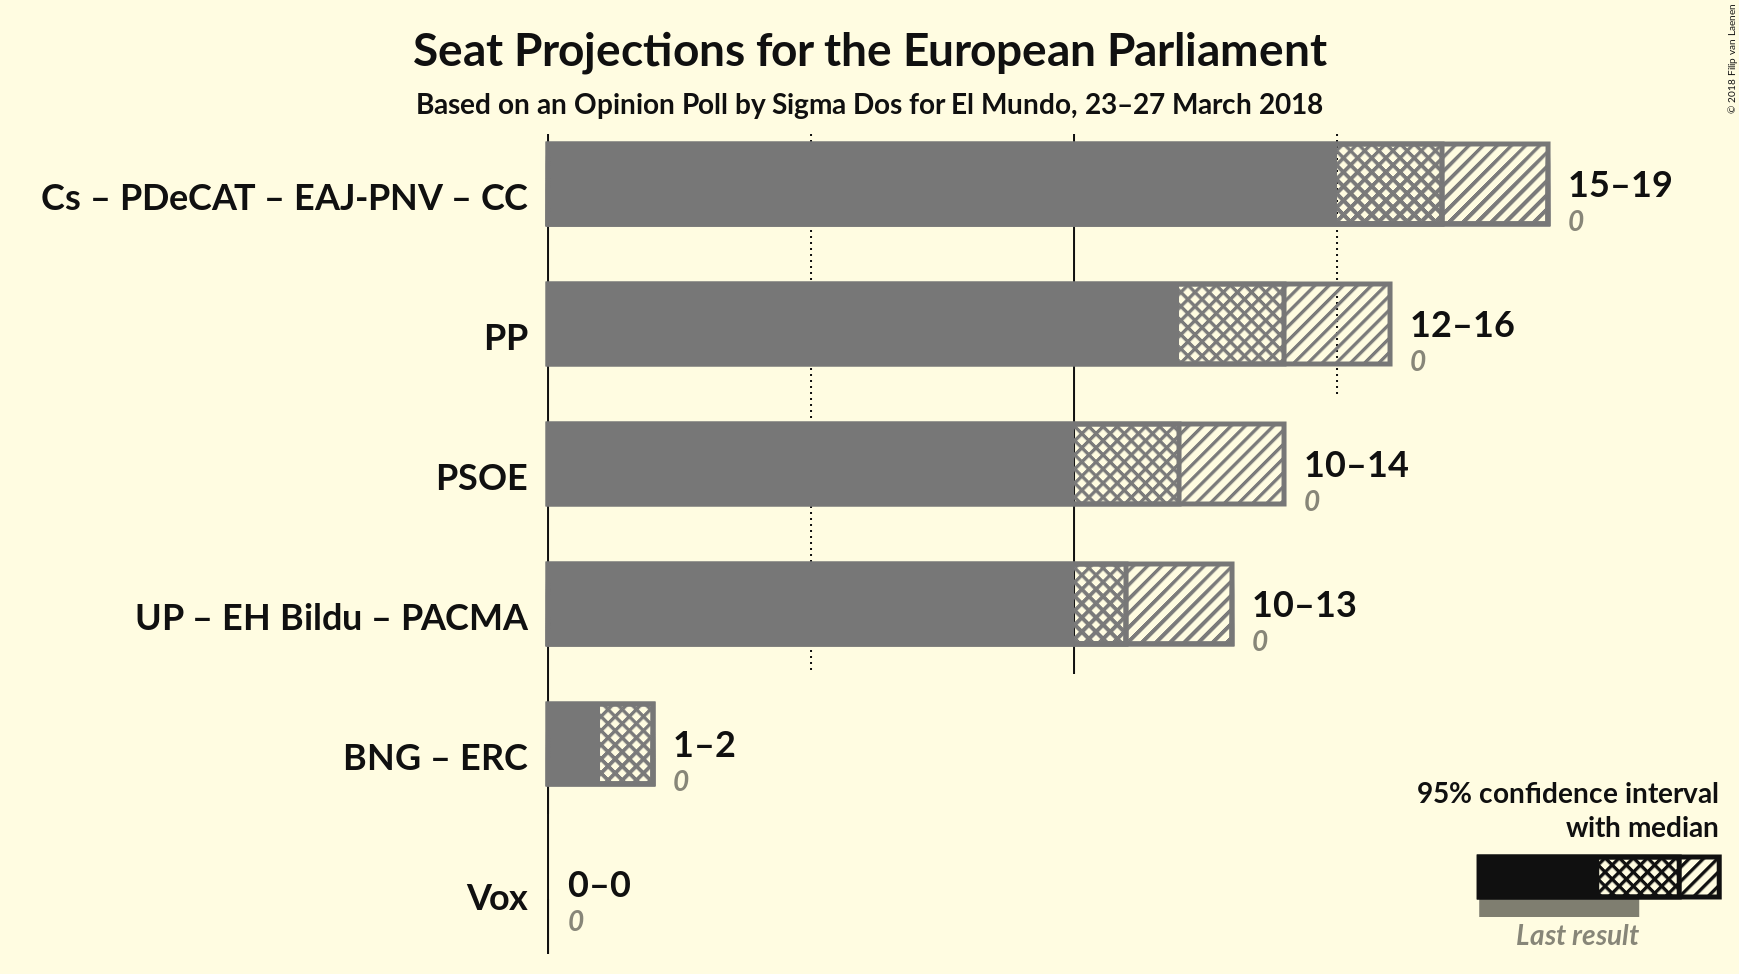 Seat Projections for the European Parliament
Based on an Opinion Poll by Sigma Dos for El Mundo, 23–27 March 2018
© 2018 Filip van Laenen
Cs – PDeCAT – EAJ-PNV – CC
15–19
0
PP
12–16
0
PSOE
10–14
0
UP – EH Bildu – PACMA
10–13
0
BNG – ERC
1–2
0
Vox
0–0
0
95% confidence interval
with median
Last result